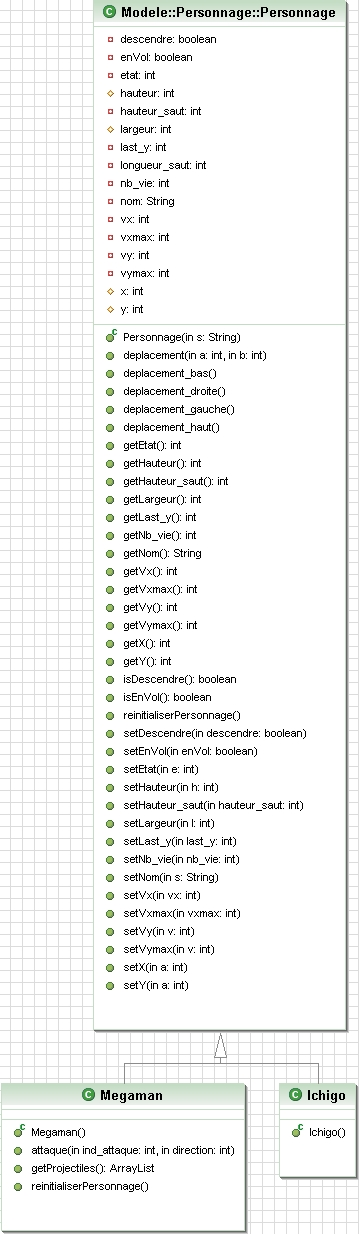 Modele::Personnage::Personnage
descendre: boolean
enVol: boolean
etat: int
hauteur: int
hauteur_saut: int
largeur: int
last_y: int
longueur_saut: int
nb_vie: int
nom: String
vx: int
vxmax: int
vy: int
vymax: int
x: int
y: int
Personnage(in s: String)
deplacement(in a: int, in b: int)
deplacement_bas()
deplacement_droite()
deplacement_gauche()
deplacement_haut()
getEtat(): int
getHauteur(): int
getHauteur_saut(): int
getLargeur(): int
getLast_y(): int
getNb_vie(): int
getNom(): String
getVx(): int
getVxmax(): int
getVy(): int
getVymax(): int
getX(): int
getY(): int
isDescendre(): boolean
isEnVol(): boolean
reinitialiserPersonnage()
setDescendre(in descendre: boolean)
setEnVol(in enVol: boolean)
setEtat(in e: int)
setHauteur(in h: int)
setHauteur_saut(in hauteur_saut: int)
setLargeur(in l: int)
setLast_y(in last_y: int)
setNb_vie(in nb_vie: int)
setNom(in s: String)
setVx(in vx: int)
setVxmax(in vxmax: int)
setVy(in v: int)
setVymax(in v: int)
setX(in a: int)
setY(in a: int)
Megaman
Megaman()
attaque(in ind_attaque: int, in direction: int)
getProjectiles(): ArrayList
reinitialiserPersonnage()
Ichigo
Ichigo()